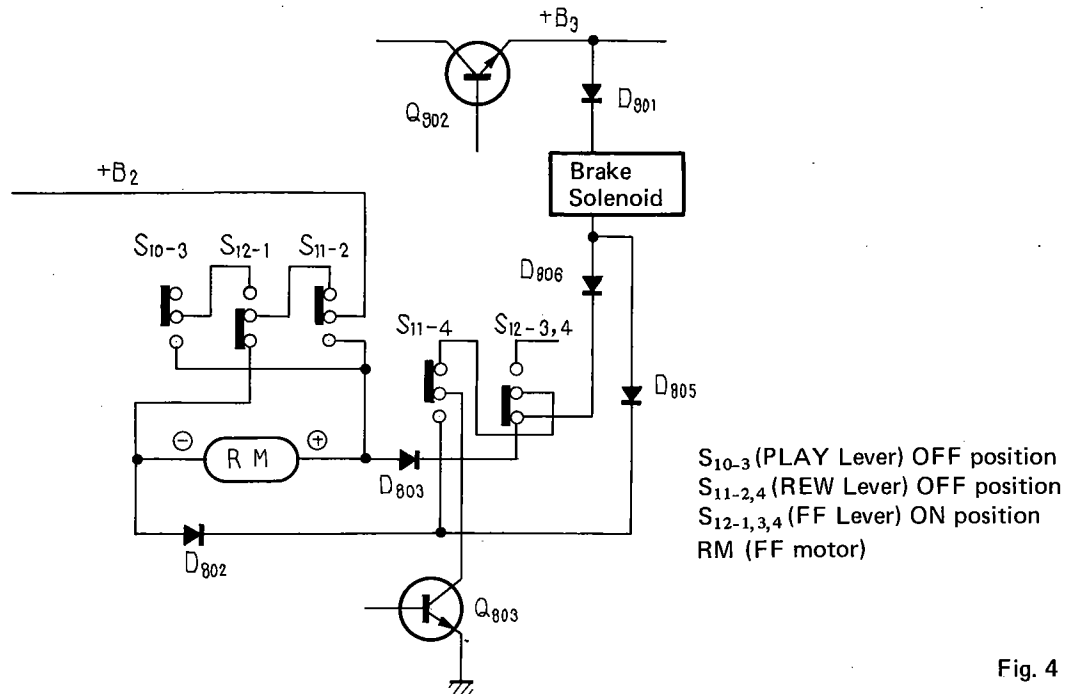 +B₃
Q₈₀₂
D₈₀₁
Brake
Solenoid
+B₂
S₁₀₋₃ S₁₂₋₁ S₁₁₋₂
D₈₀₆
S₁₁₋₄ S₁₂₋₃,₄
D₈₀₅
⊖ RM ⊕
D₈₀₃
D₈₀₂
Q₈₀₃
S₁₀₋₃ (PLAY Lever) OFF position
S₁₁₋₂,₄ (REW Lever) OFF position
S₁₂₋₁,₃,₄ (FF Lever) ON position
RM (FF motor)
Fig. 4